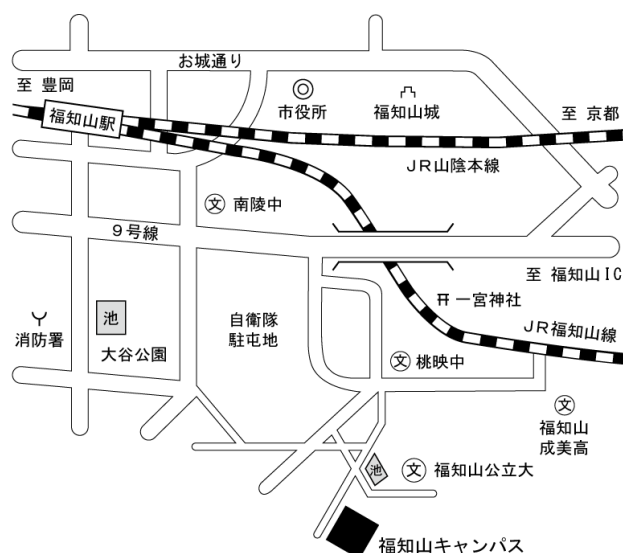 お城通り
至 豊岡
市役所
福知山城
至 京都
福知山駅
JR山陰本線
文
南陵中
9号線
至 福知山IC
一宮神社
池
自衛隊
駐屯地
消防署
大谷公園
JR福知山線
文
桃映中
文
福知山
成美高
池
文
福知山公立大
福知山キャンパス